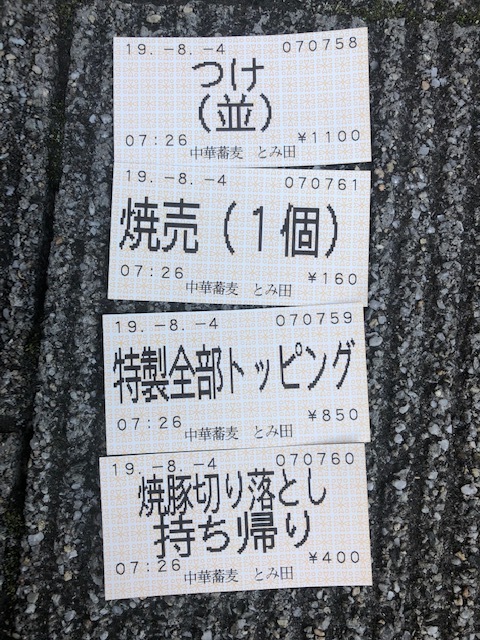 19.-8.-4 070758
つけ
(並)
07:26 ¥1100
中華蕎麦 とみ田
19.-8.-4 070761
焼売(1個)
07:26 ¥160
中華蕎麦 とみ田
19.-8.-4 070759
特製全部トッピング
07:26 ¥850
中華蕎麦 とみ田
19.-8.-4 070760
焼豚切り落とし
持ち帰り
07:26 ¥400
中華蕎麦 とみ田